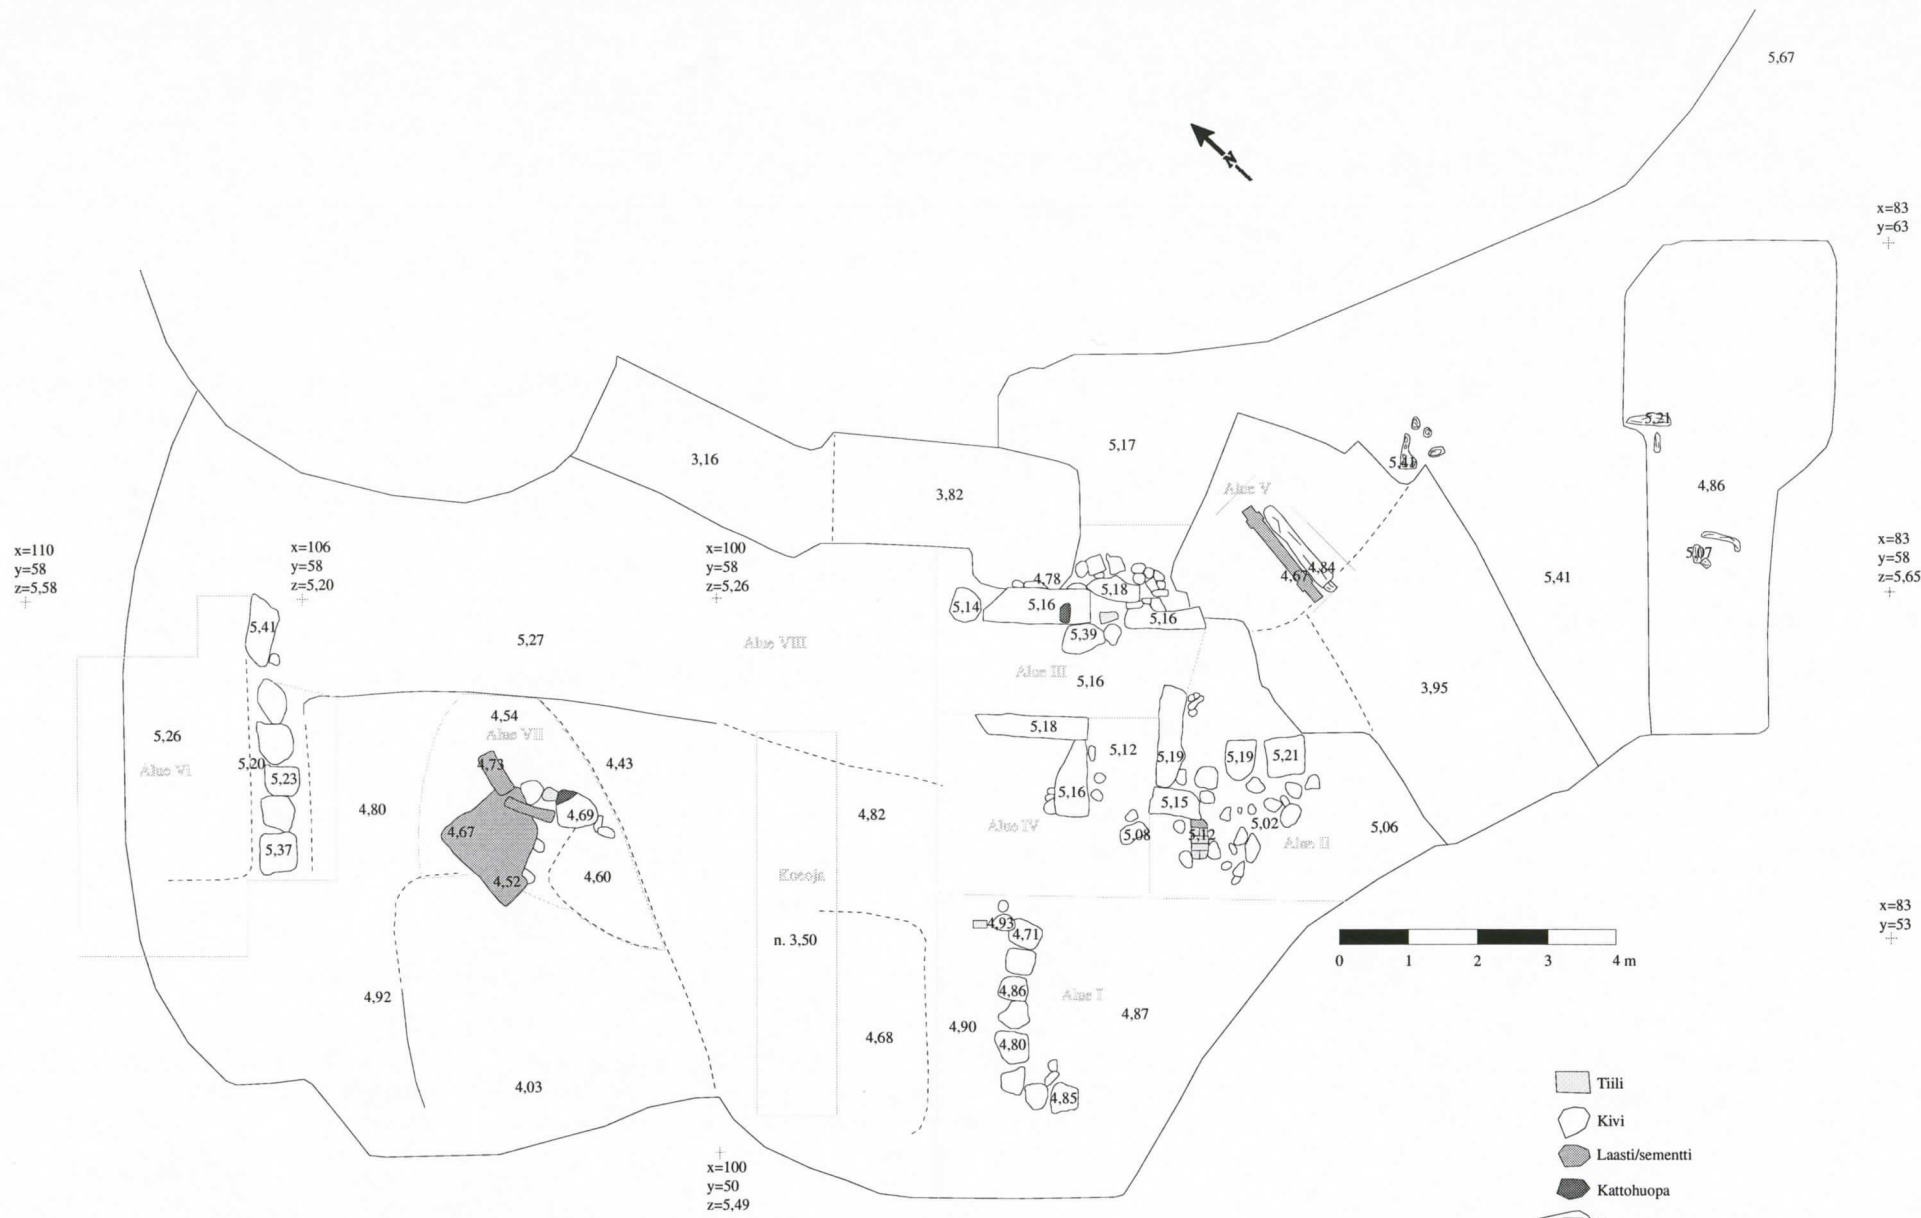 5,67
N
x=83
y=63
5,21
3,16
5,17
5,41
3,82
Alue V
4,86
x=110
y=58
z=5,58
x=106
y=58
z=5,20
x=100
y=58
z=5,26
x=83
y=58
z=5,65
5,07
4,84
4,67
5,41
4,78
5,18
5,14
5,16
5,16
5,39
5,41
5,27
Alue VIII
Alue III
5,16
3,95
4,54
Alue VII
5,18
5,26
5,12
Alue VI
5,20
5,23
4,73
4,43
5,19
5,19
5,21
5,16
5,15
4,80
4,69
4,82
4,67
Alue IV
5,08
5,12
5,02
Alue II
5,06
5,37
4,52
4,60
Koeoja
n. 3,50
4,93
4,71
x=83
y=53
0 1 2 3 4 m
4,92
4,86
Alue I
4,87
4,68
4,90
4,80
4,03
4,85
Tiili
Kivi
Laasti/sementti
Kattohuopa
x=100
y=50
z=5,49